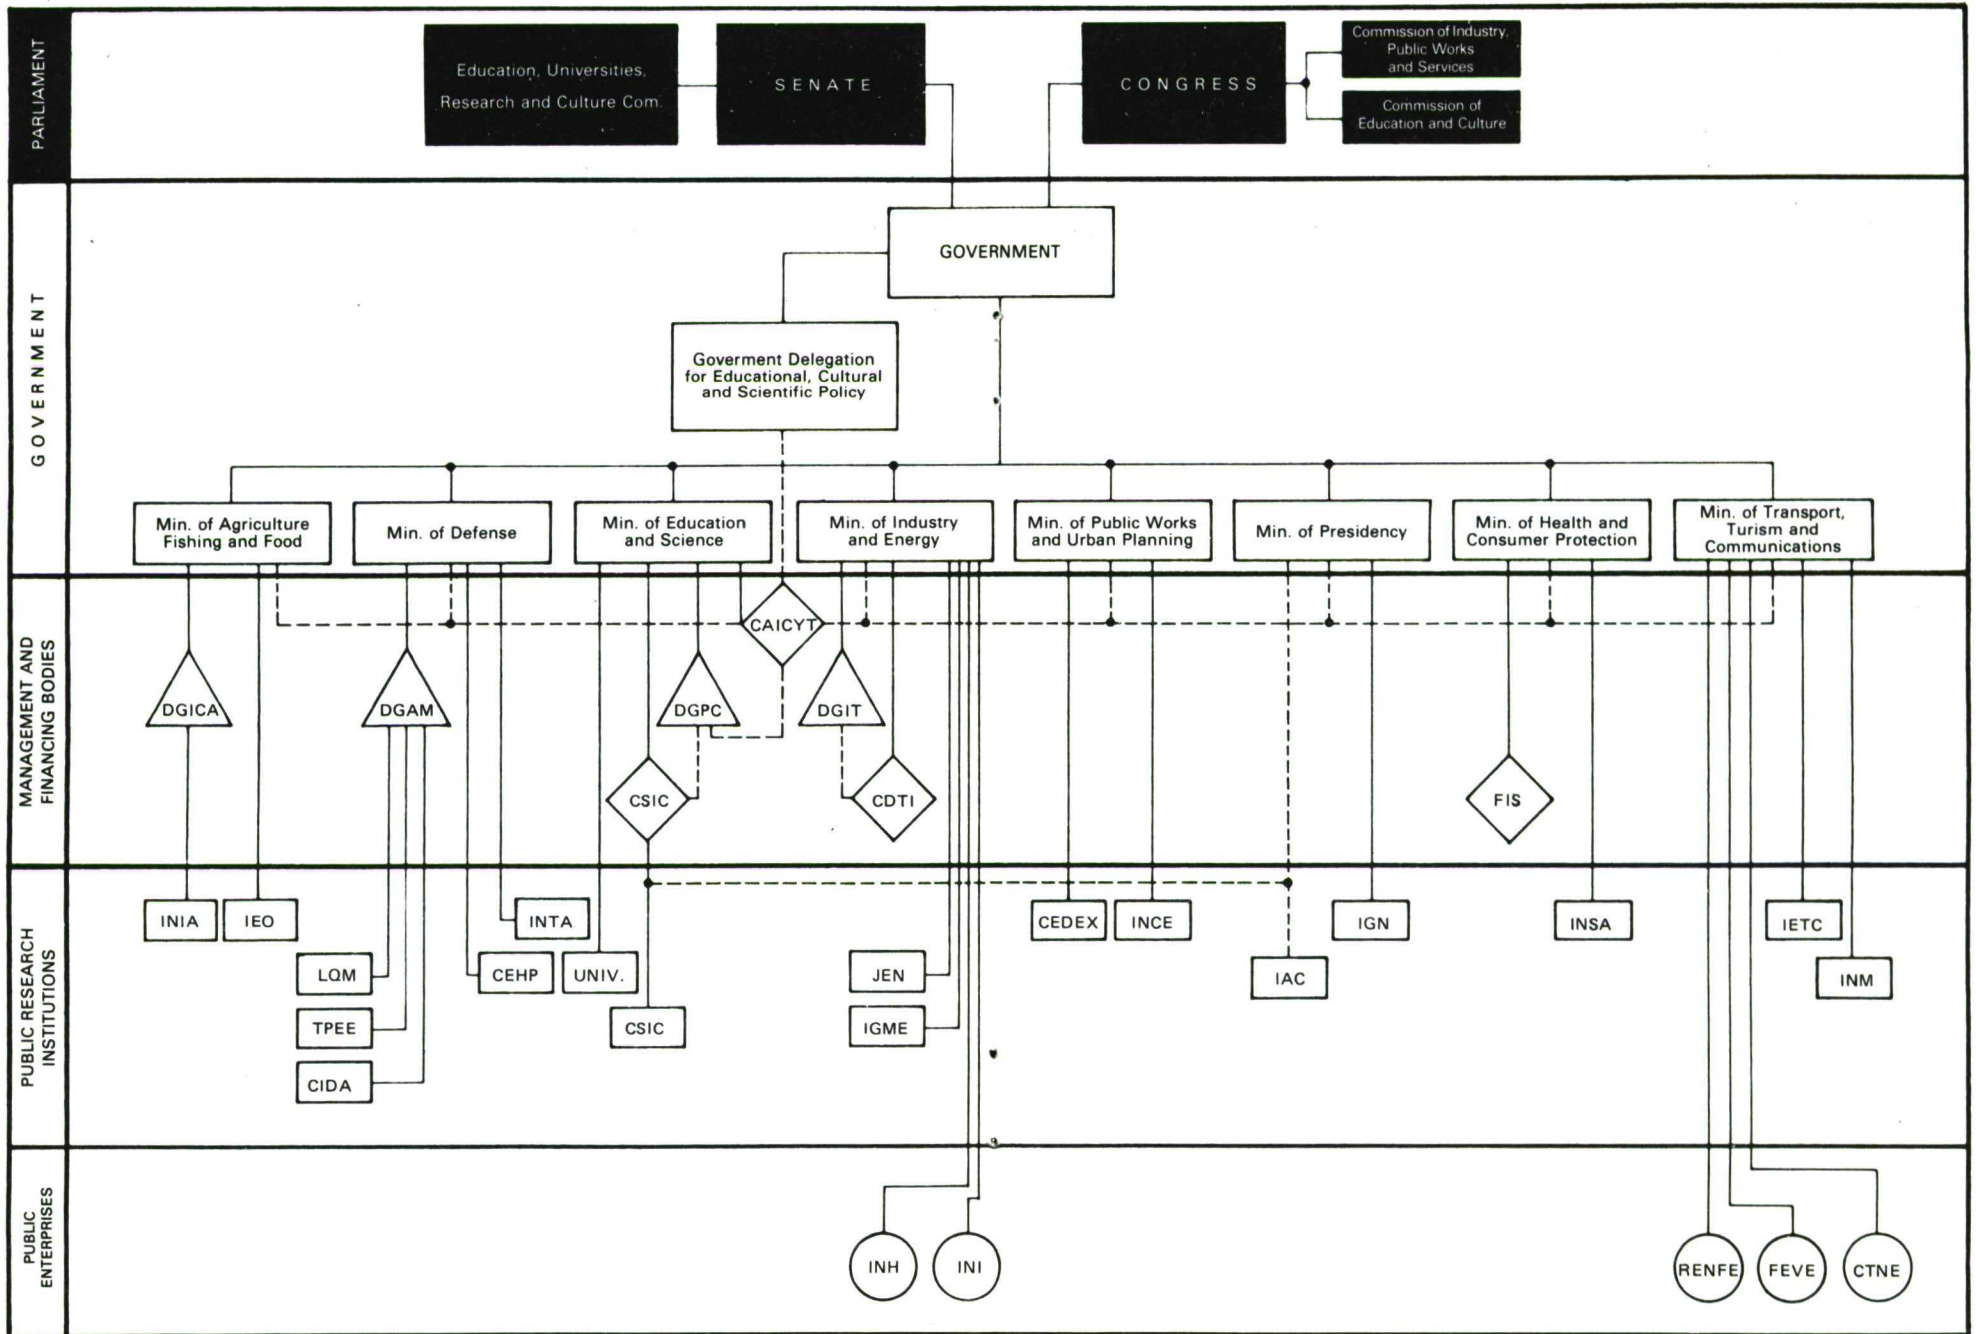 PARLIAMENT
Education, Universities,
Research and Culture Com.
SENATE
CONGRESS
Commission of Industry,
Public Works
and Services
Commission of
Education and Culture
GOVERNMENT
GOVERNMENT
Goverment Delegation
for Educational, Cultural
and Scientific Policy
Min. of Agriculture
Fishing and Food
Min. of Defense
Min. of Education
and Science
Min. of Industry
and Energy
Min. of Public Works
and Urban Planning
Min. of Presidency
Min. of Health and
Consumer Protection
Min. of Transport,
Turism and
Communications
MANAGEMENT AND
FINANCING BODIES
CAICYT
DGICA
DGAM
DGPC
DGIT
CSIC
CDTI
FIS
PUBLIC RESEARCH
INSTITUTIONS
INIA
IEO
INTA
CEDEX
INCE
IGN
INSA
IETC
LQM
CEHP
UNIV.
JEN
IAC
INM
TPEE
CSIC
IGME
CIDA
PUBLIC
ENTERPRISES
INH
INI
RENFE
FEVE
CTNE